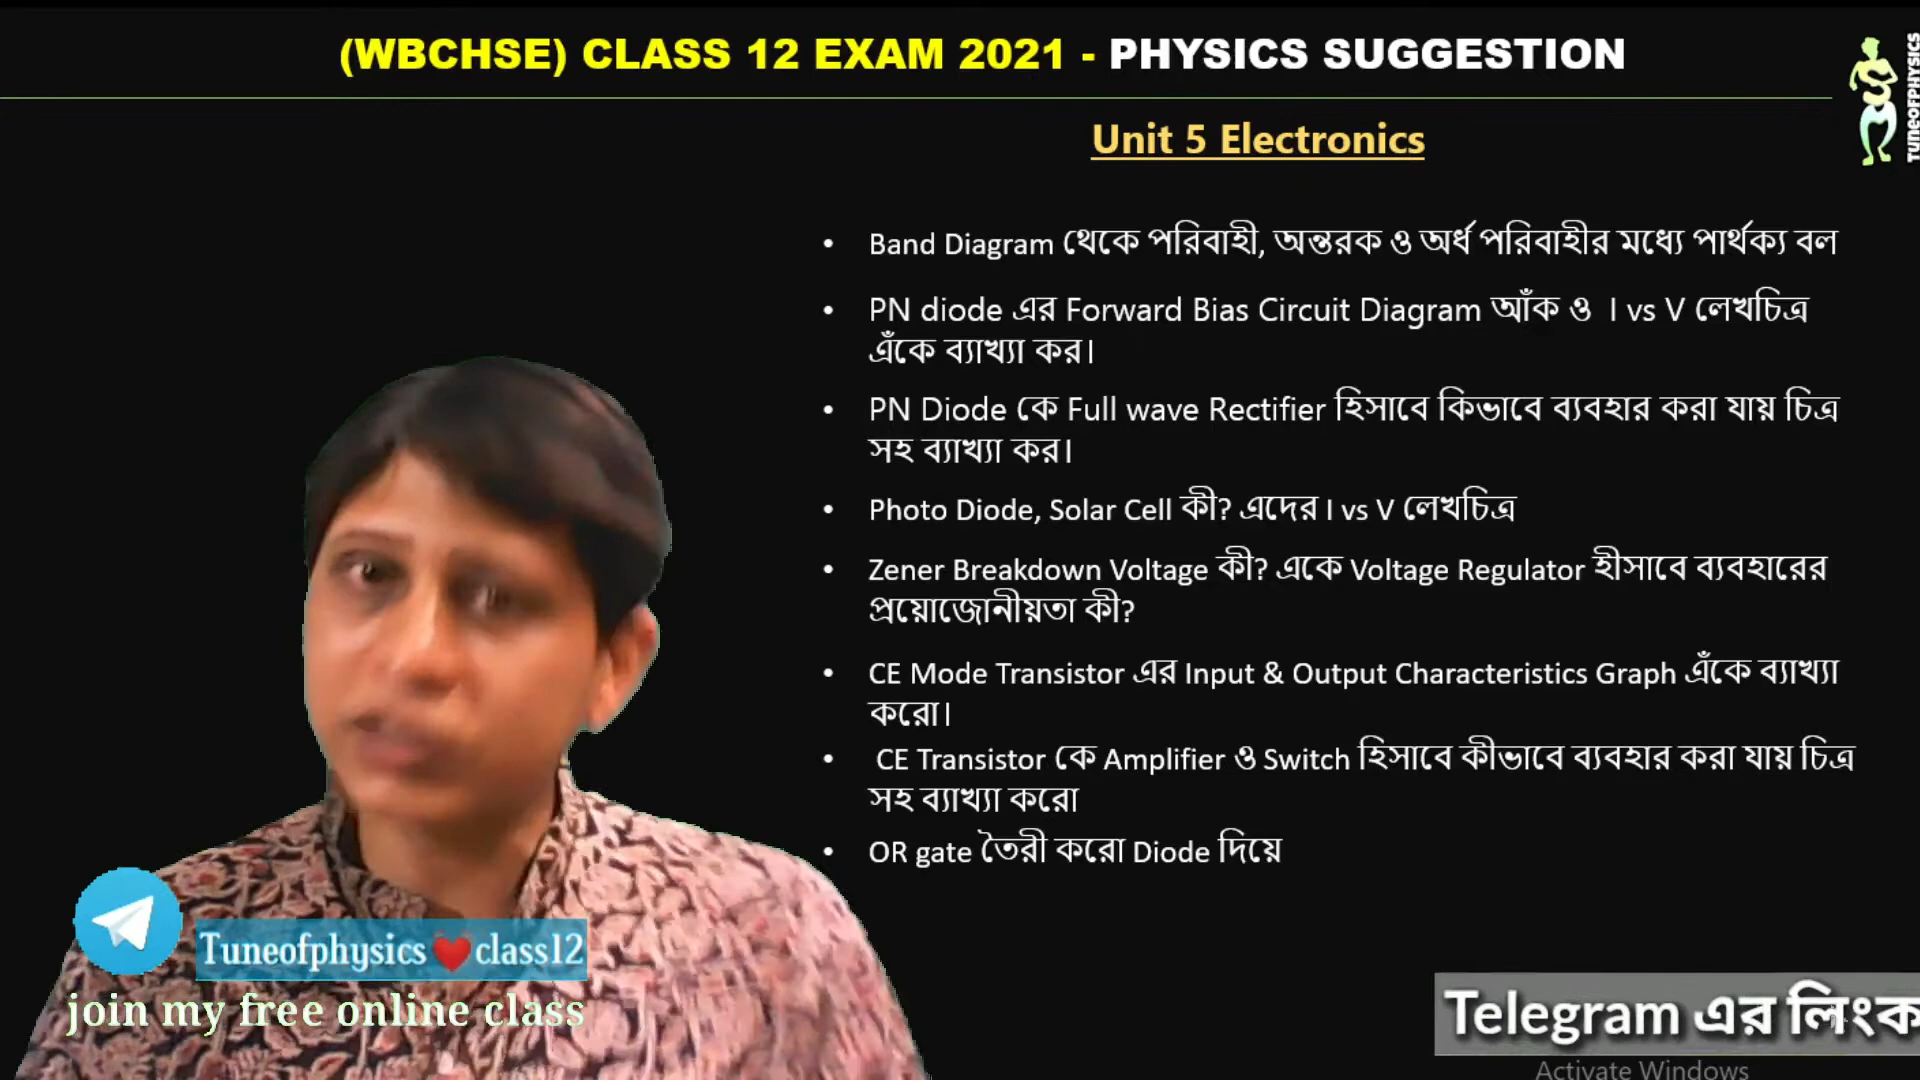 (WBCHSE) CLASS 12 EXAM 2021 - PHYSICS SUGGESTION
TUNEOFPHYSICS
Unit 5 Electronics
• Band Diagram থেকে পরিবাহী, অন্তরক ও অর্ধ পরিবাহীর মধ্যে পার্থক্য বল
• PN diode এর Forward Bias Circuit Diagram আঁক ও I vs V লেখচিত্র
এঁকে ব্যাখ্যা কর।
• PN Diode কে Full wave Rectifier হিসাবে কিভাবে ব্যবহার করা যায় চিত্র
সহ ব্যাখ্যা কর।
• Photo Diode, Solar Cell কী? এদের I vs V লেখচিত্র
• Zener Breakdown Voltage কী? একে Voltage Regulator হীসাবে ব্যবহারের
প্রয়োজোনীয়তা কী?
• CE Mode Transistor এর Input & Output Characteristics Graph এঁকে ব্যাখ্যা
করো।
• CE Transistor কে Amplifier ও Switch হিসাবে কীভাবে ব্যবহার করা যায় চিত্র
সহ ব্যাখ্যা করো
• OR gate তৈরী করো Diode দিয়ে
Tuneofphysics❤️class12
join my free online class
Telegram এর লিংক
Activate Windows